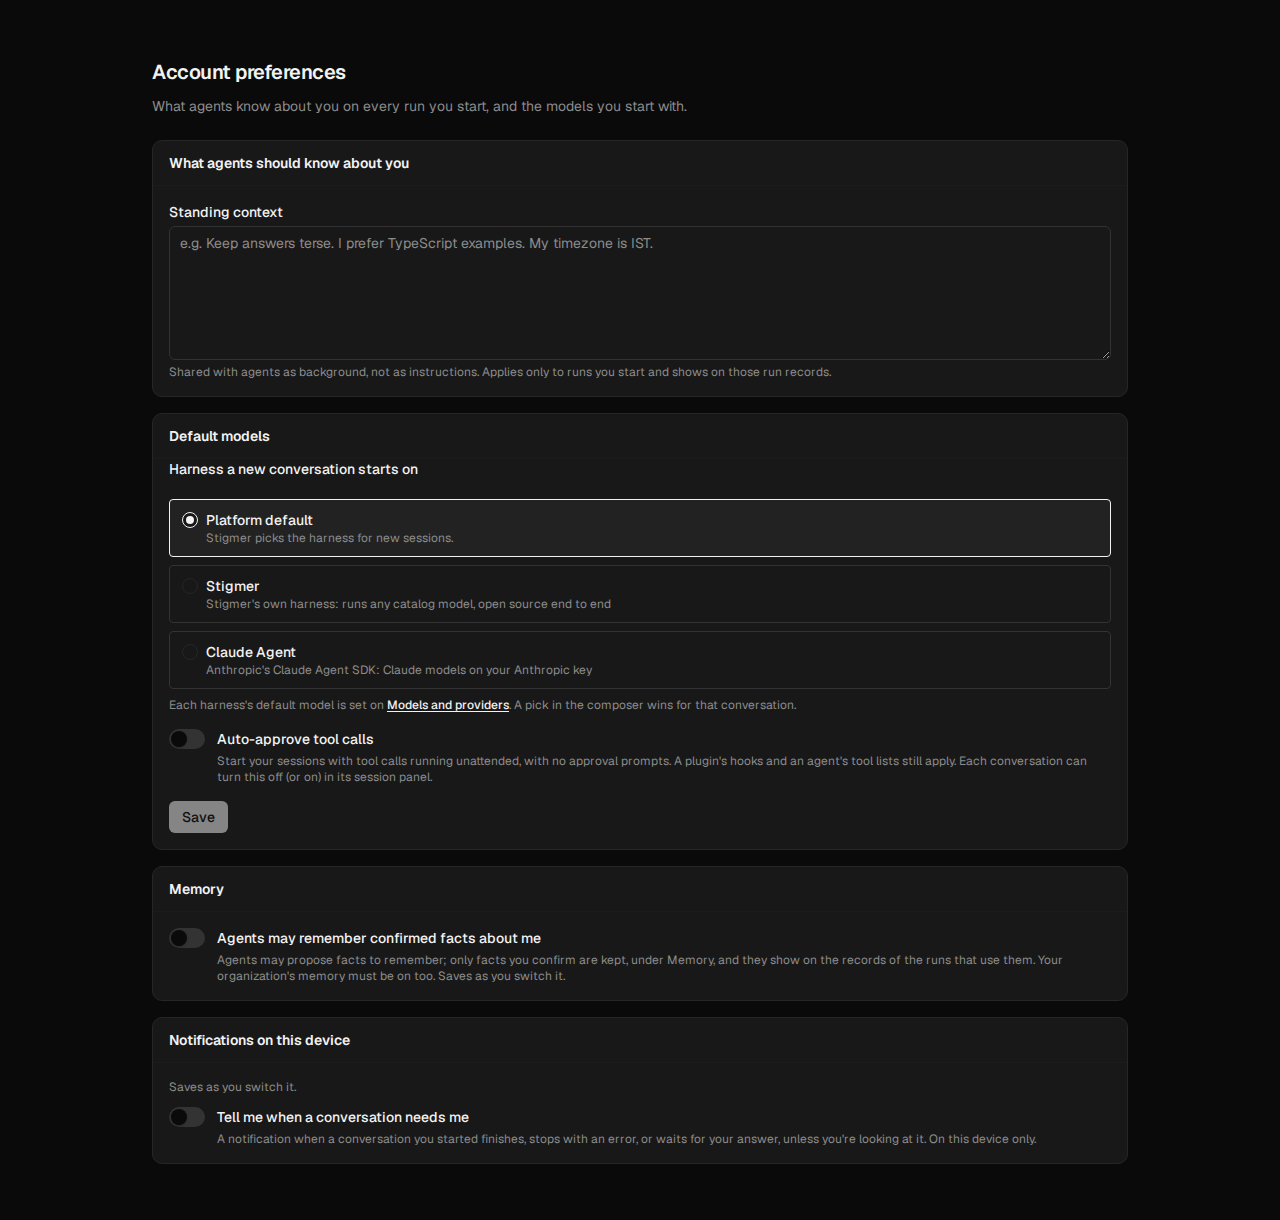 Account preferences
What agents know about you on every run you start, and the models you start with.
What agents should know about you
Standing context
e.g. Keep answers terse. I prefer TypeScript examples. My timezone is IST.
Shared with agents as background, not as instructions. Applies only to runs you start and shows on those run records.
Default models
Harness a new conversation starts on
Platform default
Stigmer picks the harness for new sessions.
Stigmer
Stigmer's own harness: runs any catalog model, open source end to end
Claude Agent
Anthropic's Claude Agent SDK: Claude models on your Anthropic key
Each harness's default model is set on Models and providers. A pick in the composer wins for that conversation.
Auto-approve tool calls
Start your sessions with tool calls running unattended, with no approval prompts. A plugin's hooks and an agent's tool lists still apply. Each conversation can
turn this off (or on) in its session panel.
Save
Memory
Agents may remember confirmed facts about me
Agents may propose facts to remember; only facts you confirm are kept, under Memory, and they show on the records of the runs that use them. Your
organization's memory must be on too. Saves as you switch it.
Notifications on this device
Saves as you switch it.
Tell me when a conversation needs me
A notification when a conversation you started finishes, stops with an error, or waits for your answer, unless you're looking at it. On this device only.